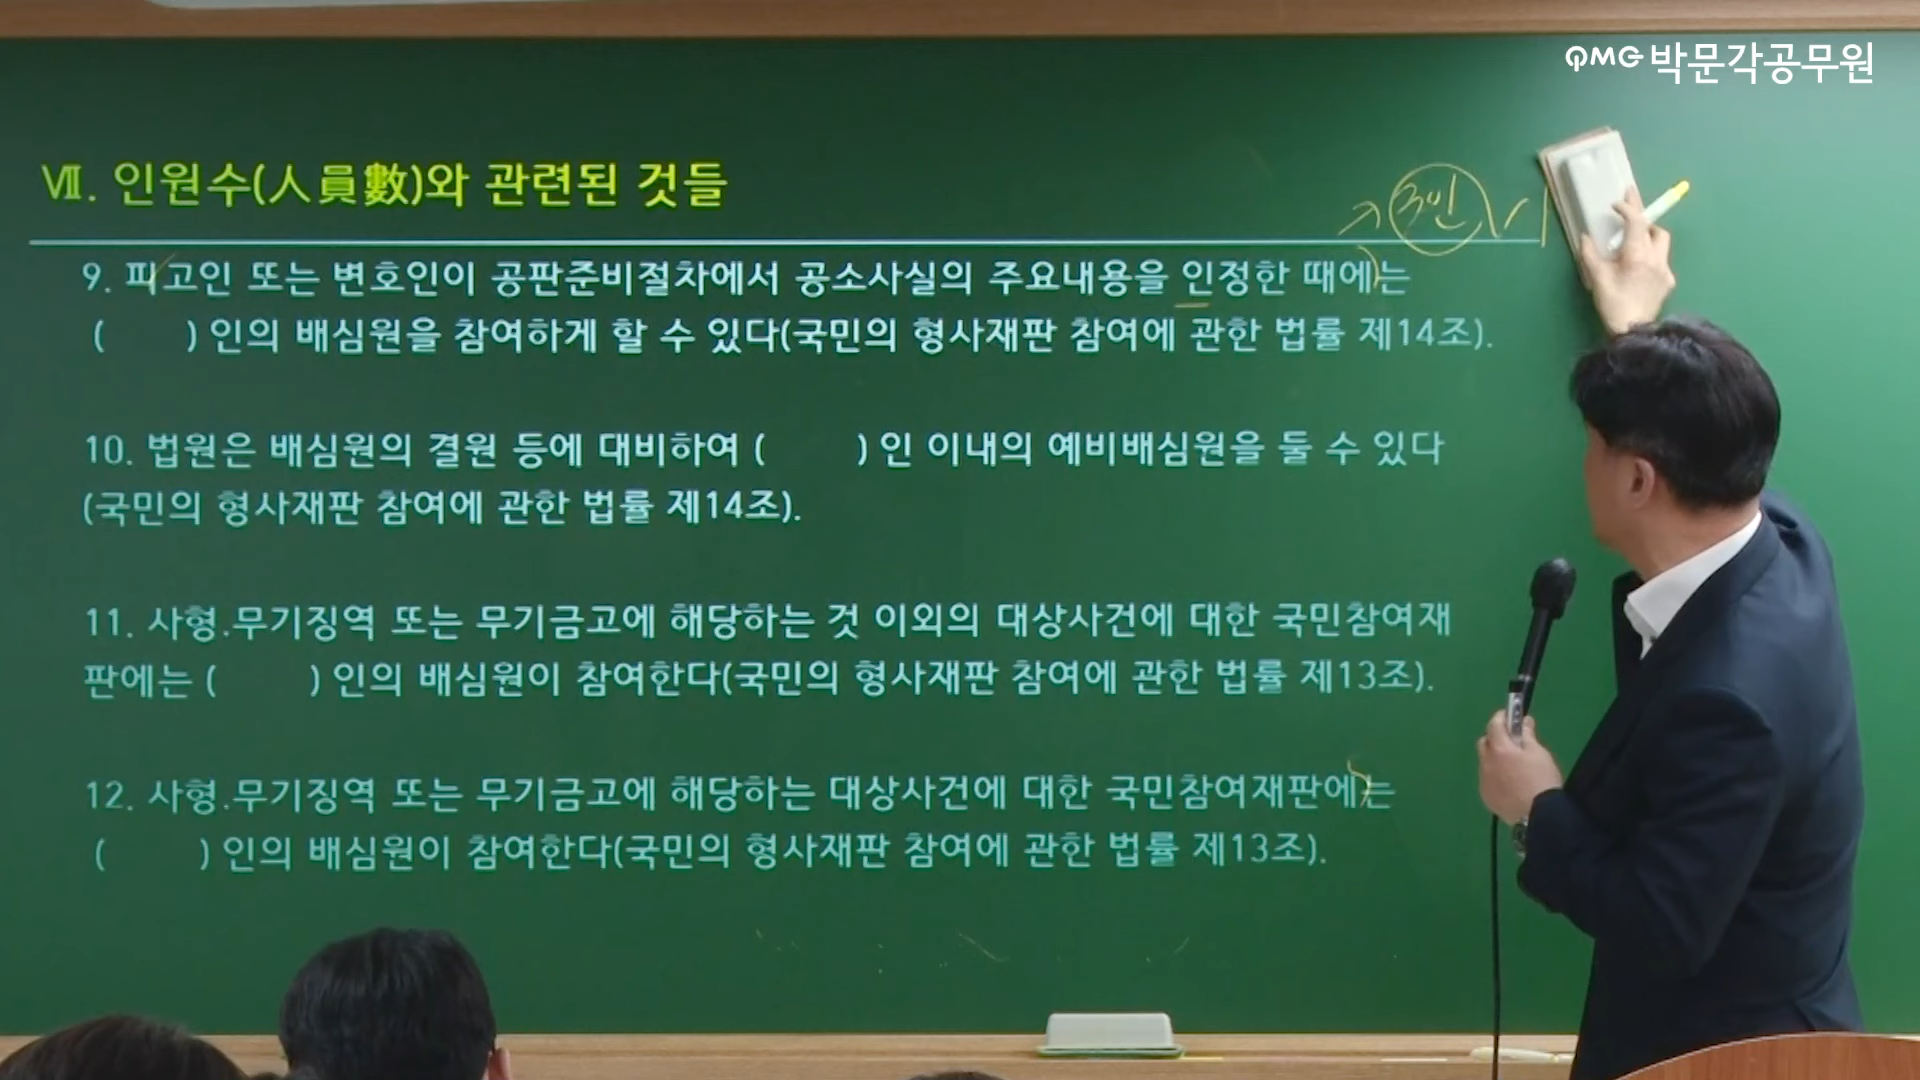 PMG 박문각공무원
Ⅶ. 인원수(人員數)와 관련된 것들
국민
9. 피고인 또는 변호인이 공판준비절차에서 공소사실의 주요내용을 인정한 때에는
( ) 인의 배심원을 참여하게 할 수 있다(국민의 형사재판 참여에 관한 법률 제14조).
10. 법원은 배심원의 결원 등에 대비하여 ( ) 인 이내의 예비배심원을 둘 수 있다
(국민의 형사재판 참여에 관한 법률 제14조).
11. 사형.무기징역 또는 무기금고에 해당하는 것 이외의 대상사건에 대한 국민참여재
판에는 ( ) 인의 배심원이 참여한다(국민의 형사재판 참여에 관한 법률 제13조).
12. 사형.무기징역 또는 무기금고에 해당하는 대상사건에 대한 국민참여재판에는
( ) 인의 배심원이 참여한다(국민의 형사재판 참여에 관한 법률 제13조).